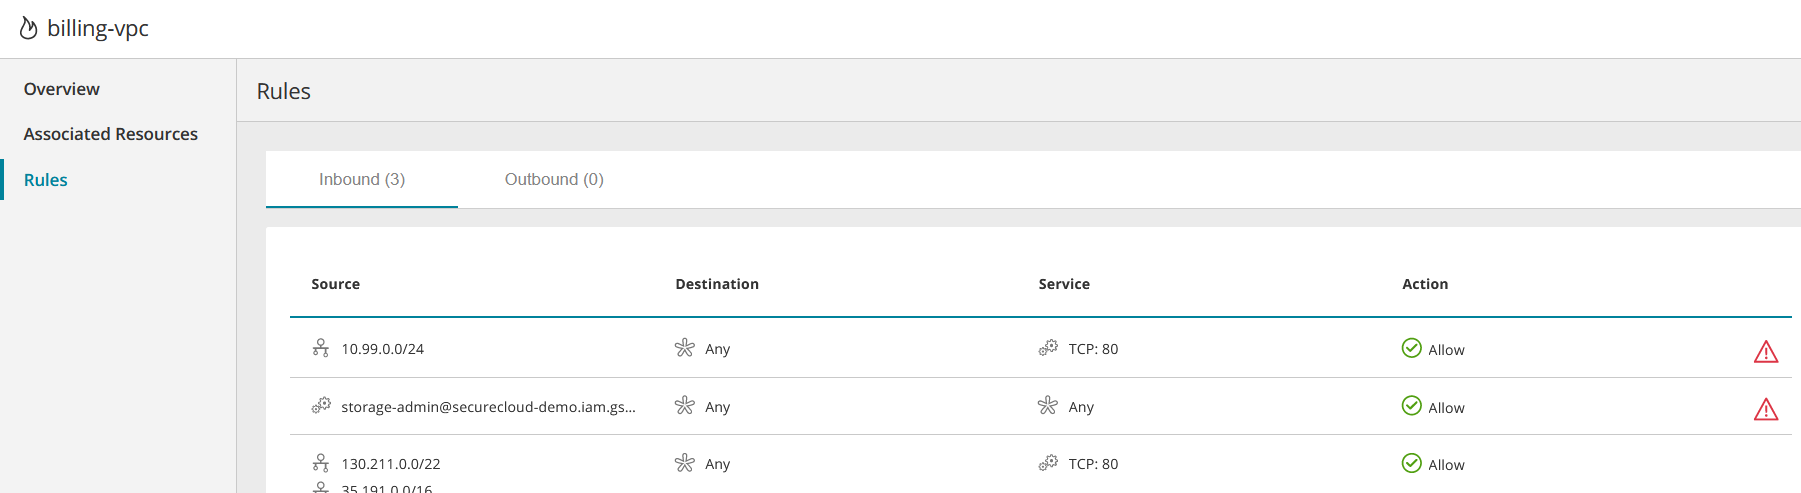 billing-vpc
Overview
Associated Resources
Rules
Rules
Inbound (3)
Outbound (0)
Source Destination Service Action
10.99.0.0/24 Any TCP: 80 Allow
storage-admin@securecloud-demo.iam.gs... Any Any Allow
130.211.0.0/22 Any TCP: 80 Allow
35.191.0.0/16